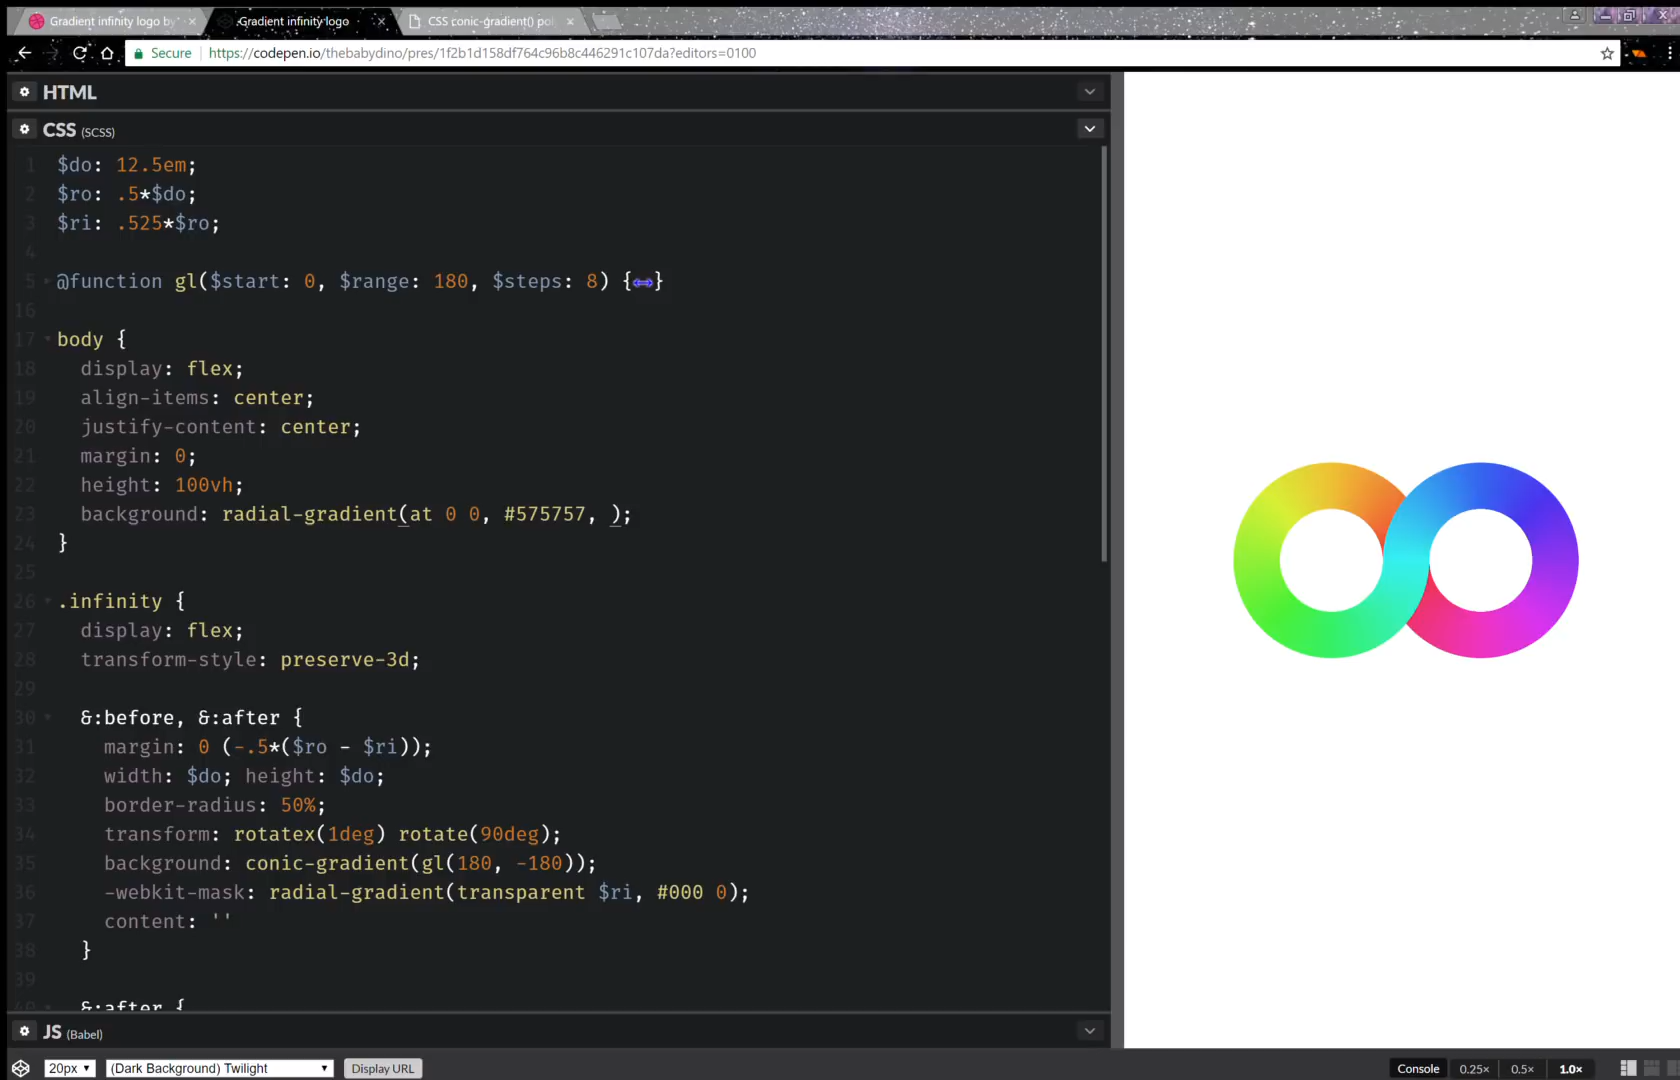 Gradient infinity logo by
Gradient infinity logo
CSS conic-gradient() pol
Secure
https://codepen.io/thebabydino/pres/1f2b1d158df764c96b8c446291c107da?editors=0100
HTML
CSS (SCSS)
1 $do: 12.5em;
2 $ro: .5*$do;
3 $ri: .525*$ro;
4
5 @function gl($start: 0, $range: 180, $steps: 8) {↔}
16
17 body {
18 display: flex;
19 align-items: center;
20 justify-content: center;
21 margin: 0;
22 height: 100vh;
23 background: radial-gradient(at 0 0, #575757, );
24 }
25
26 .infinity {
27 display: flex;
28 transform-style: preserve-3d;
29
30 &:before, &:after {
31 margin: 0 (-.5*($ro - $ri));
32 width: $do; height: $do;
33 border-radius: 50%;
34 transform: rotatex(1deg) rotate(90deg);
35 background: conic-gradient(gl(180, -180));
36 -webkit-mask: radial-gradient(transparent $ri, #000 0);
37 content: ''
38 }
39
40 &:after {
JS (Babel)
20px
(Dark Background) Twilight
Display URL
Console
0.25×
0.5×
1.0×